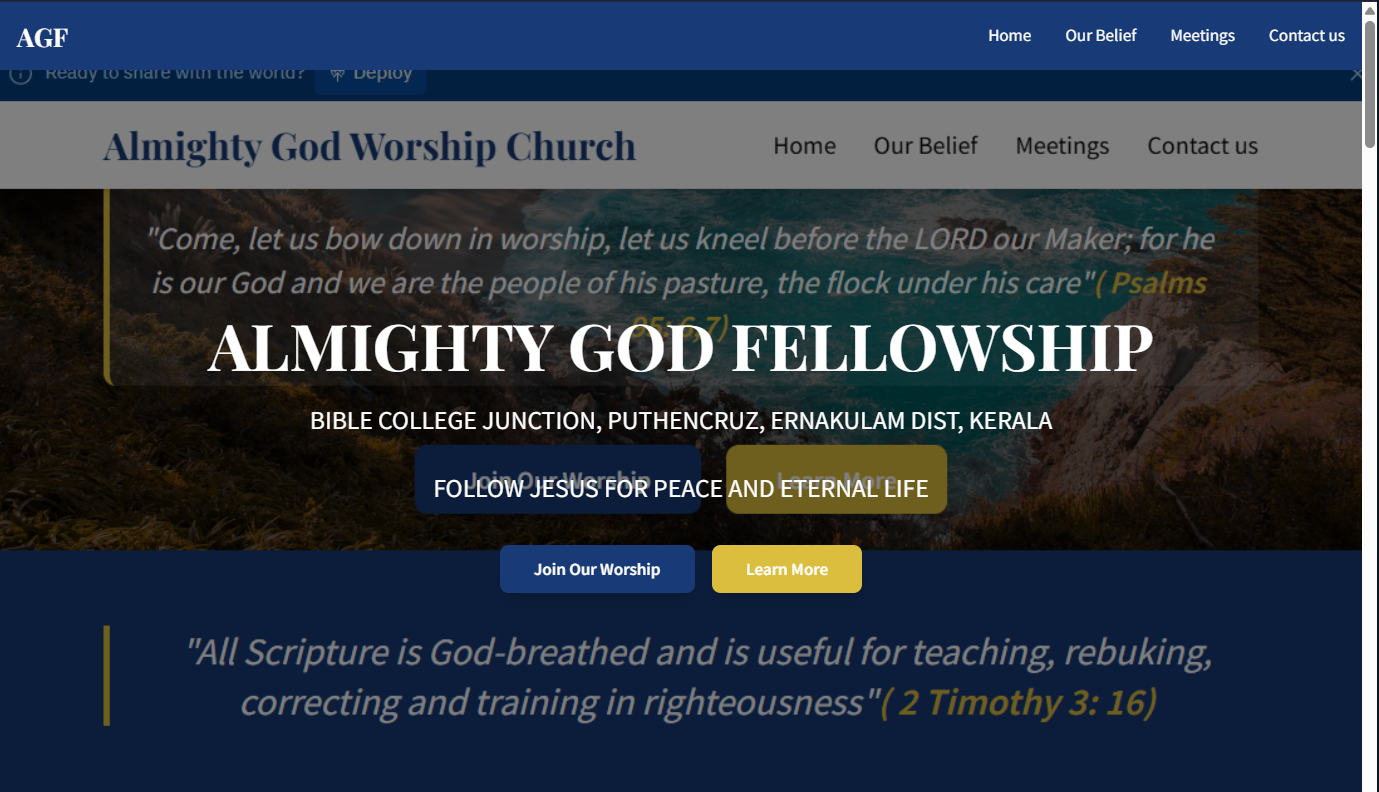 AGF
Home Our Belief Meetings Contact us
Ready to share with the world? Deploy
Almighty God Worship Church
Home Our Belief Meetings Contact us
"Come, let us bow down in worship, let us kneel before the LORD our Maker; for he
is our God and we are the people of his pasture, the flock under his care"( Psalms
95: 6,7)
ALMIGHTY GOD FELLOWSHIP
BIBLE COLLEGE JUNCTION, PUTHENCRUZ, ERNAKULAM DIST, KERALA
Join Our Worship Learn More
FOLLOW JESUS FOR PEACE AND ETERNAL LIFE
Join Our Worship Learn More
"All Scripture is God-breathed and is useful for teaching, rebuking,
correcting and training in righteousness"( 2 Timothy 3: 16)